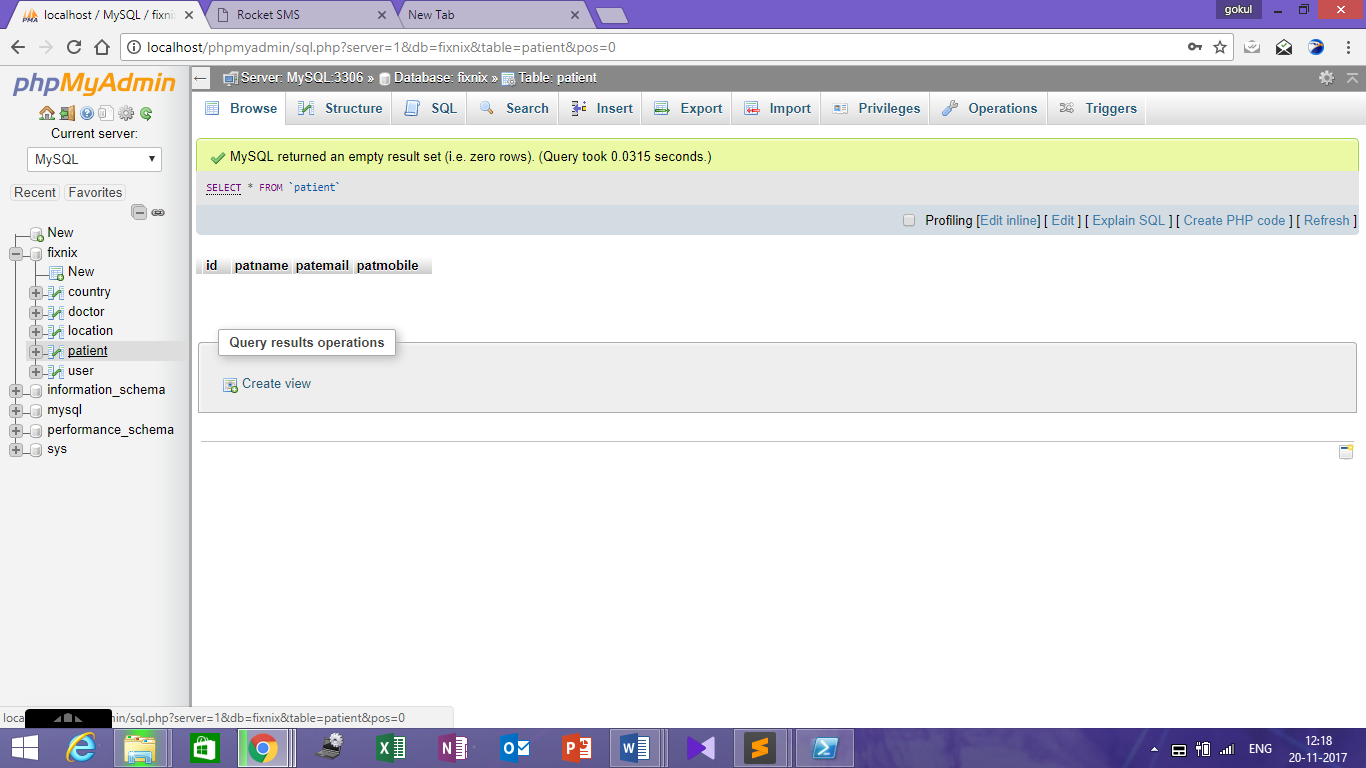 localhost / MySQL / fixni
Rocket SMS
New Tab
gokul
localhost/phpmyadmin/sql.php?server=1&db=fixnix&table=patient&pos=0
phpMyAdmin
Current server:
MySQL
Recent Favorites
New
fixnix
New
country
doctor
location
patient
user
information_schema
mysql
performance_schema
sys
Server: MySQL:3306 » Database: fixnix » Table: patient
Browse Structure SQL Search Insert Export Import Privileges Operations Triggers
MySQL returned an empty result set (i.e. zero rows). (Query took 0.0315 seconds.)
SELECT * FROM `patient`
Profiling [Edit inline] [ Edit ] [ Explain SQL ] [ Create PHP code ] [ Refresh ]
id patname patemail patmobile
Query results operations
Create view
loca in/sql.php?server=1&db=fixnix&table=patient&pos=0
ENG
12:18
20-11-2017